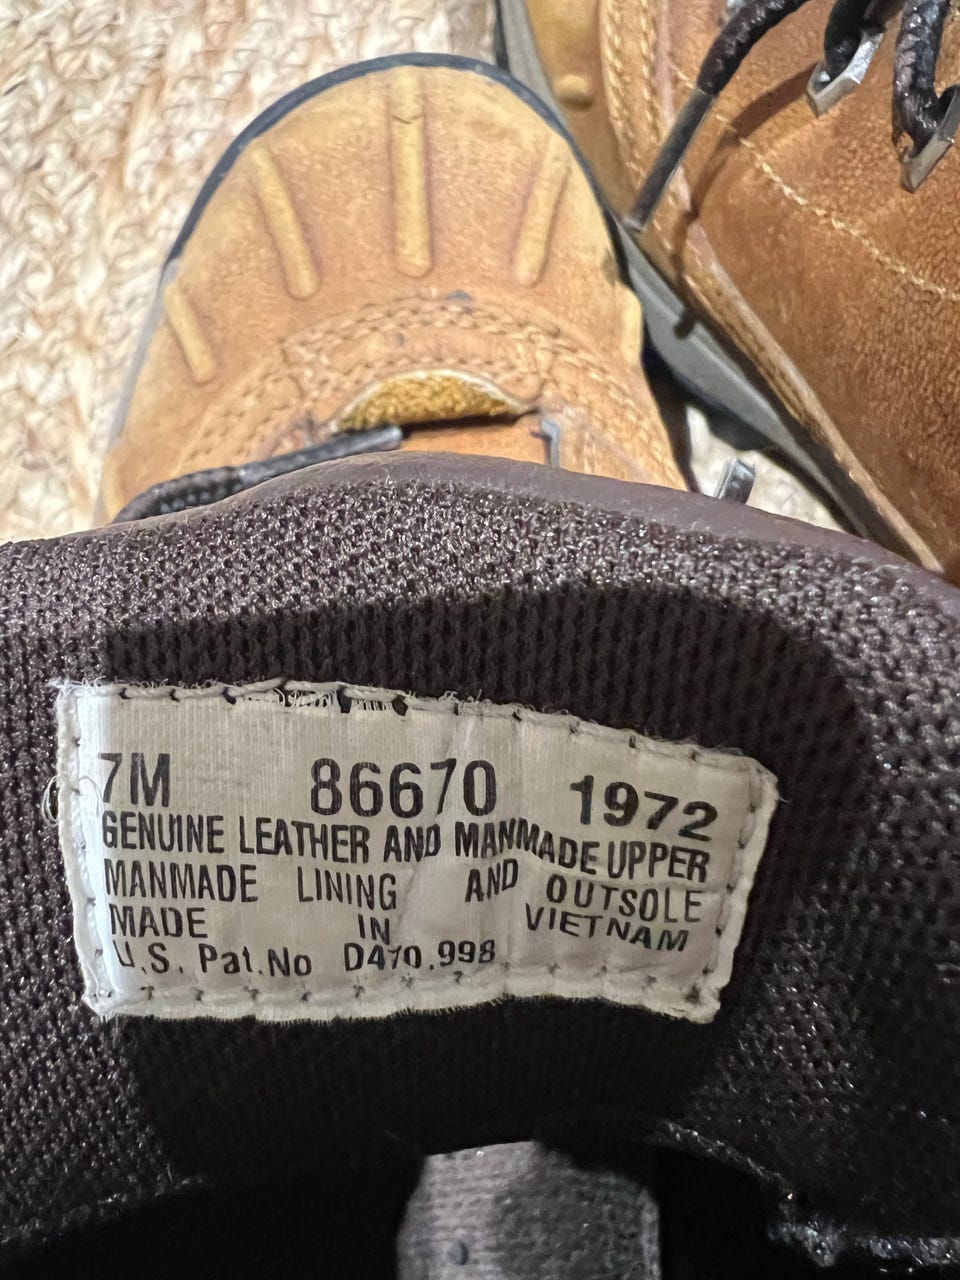 7M 86670 1972
GENUINE LEATHER AND MANMADE UPPER
MANMADE LINING AND OUTSOLE
MADE IN VIETNAM
U.S. Pat.No D470,998